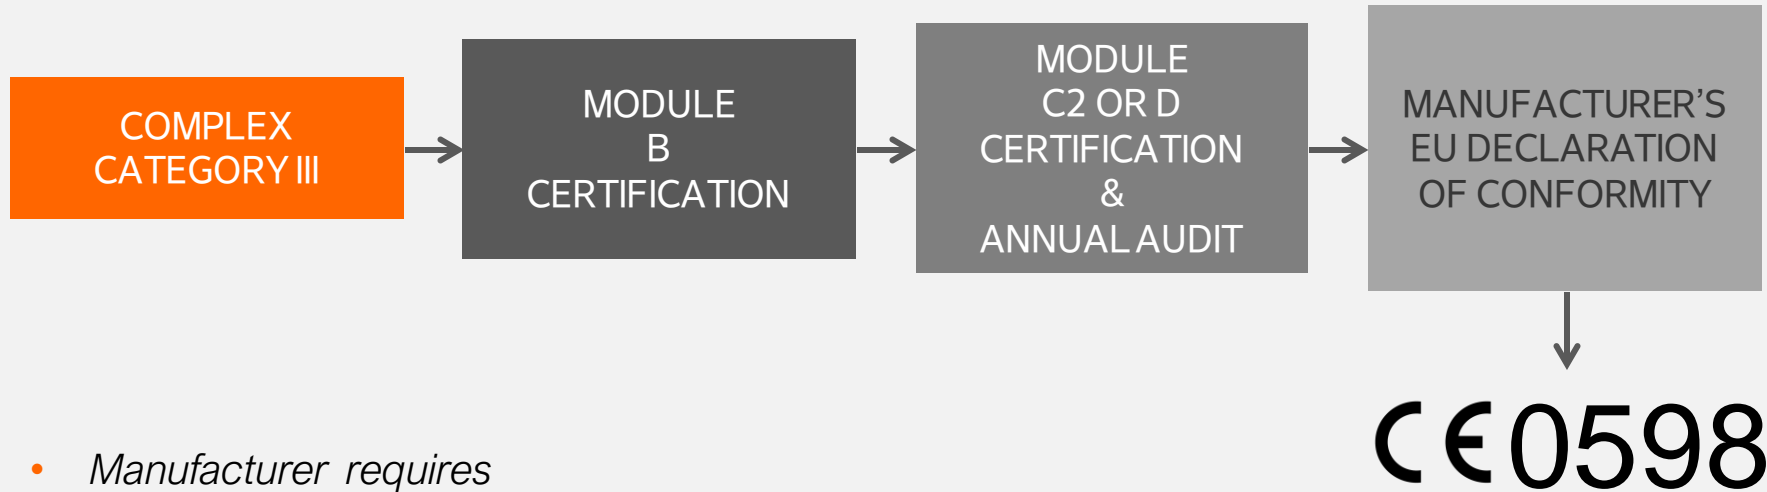 COMPLEX
CATEGORY III
MODULE
B
CERTIFICATION
MODULE
C2 OR D
CERTIFICATION
&
ANNUAL AUDIT
MANUFACTURER'S
EU DECLARATION
OF CONFORMITY
CE 0598
• Manufacturer requires